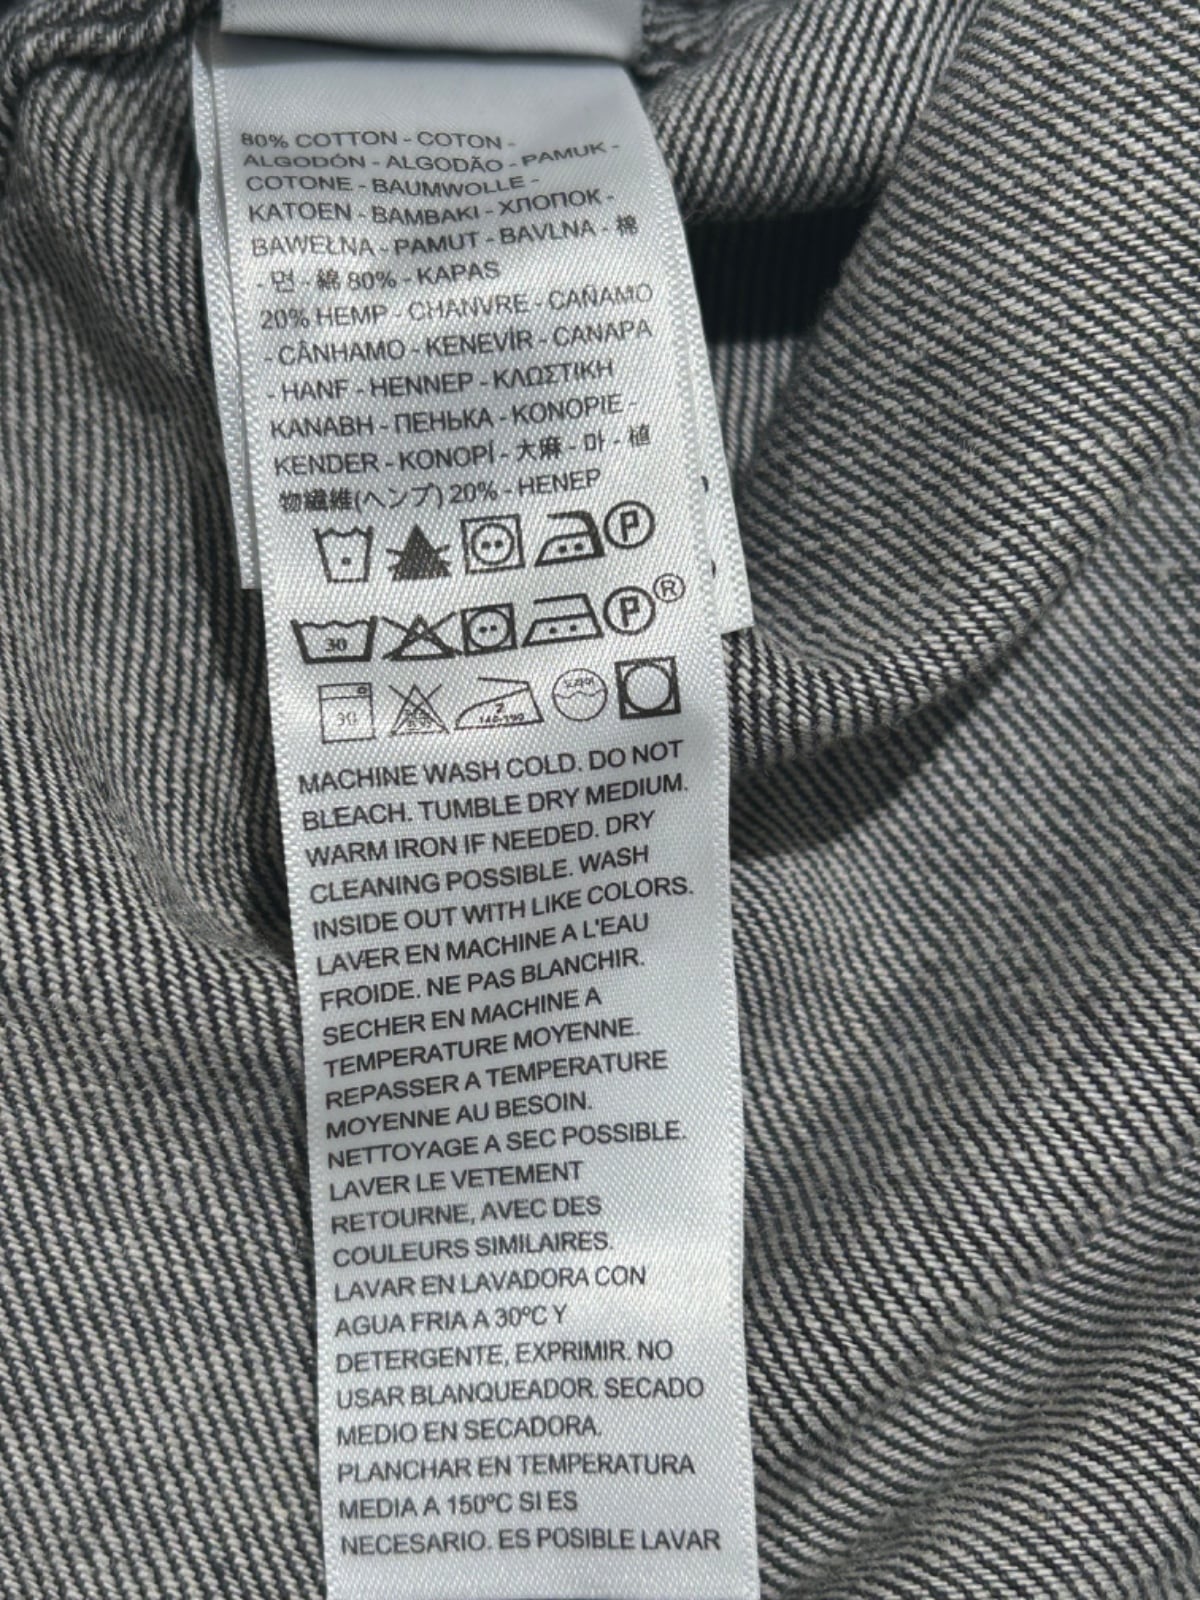 80% COTTON - COTON -
ALGODÓN - ALGODÃO - PAMUK -
COTONE - BAUMWOLLE -
KATOEN - BAMBAKI - ХЛОПОК -
BAWEŁNA - PAMUT - BAVLNA - 棉
- 면 - 綿 80% - KAPAS
20% HEMP - CHANVRE - CAÑAMO
- CÂNHAMO - KENEVİR - CANAPA
- HANF - HENNEP - ΚΛΩΣΤΙΚΗ
ΚΑΝΑΒΗ - ПЕНЬКА - KONOPIE -
KENDER - KONOPÍ - 大麻 - 마 - 植
物繊維(ヘンプ) 20% - HENEP
P
30 P ®
30 드라이
MACHINE WASH COLD. DO NOT
BLEACH. TUMBLE DRY MEDIUM.
WARM IRON IF NEEDED. DRY
CLEANING POSSIBLE. WASH
INSIDE OUT WITH LIKE COLORS.
LAVER EN MACHINE A L'EAU
FROIDE. NE PAS BLANCHIR.
SECHER EN MACHINE A
TEMPERATURE MOYENNE.
REPASSER A TEMPERATURE
MOYENNE AU BESOIN.
NETTOYAGE A SEC POSSIBLE.
LAVER LE VETEMENT
RETOURNE, AVEC DES
COULEURS SIMILAIRES.
LAVAR EN LAVADORA CON
AGUA FRIA A 30ºC Y
DETERGENTE, EXPRIMIR. NO
USAR BLANQUEADOR. SECADO
MEDIO EN SECADORA.
PLANCHAR EN TEMPERATURA
MEDIA A 150ºC SI ES
NECESARIO. ES POSIBLE LAVAR